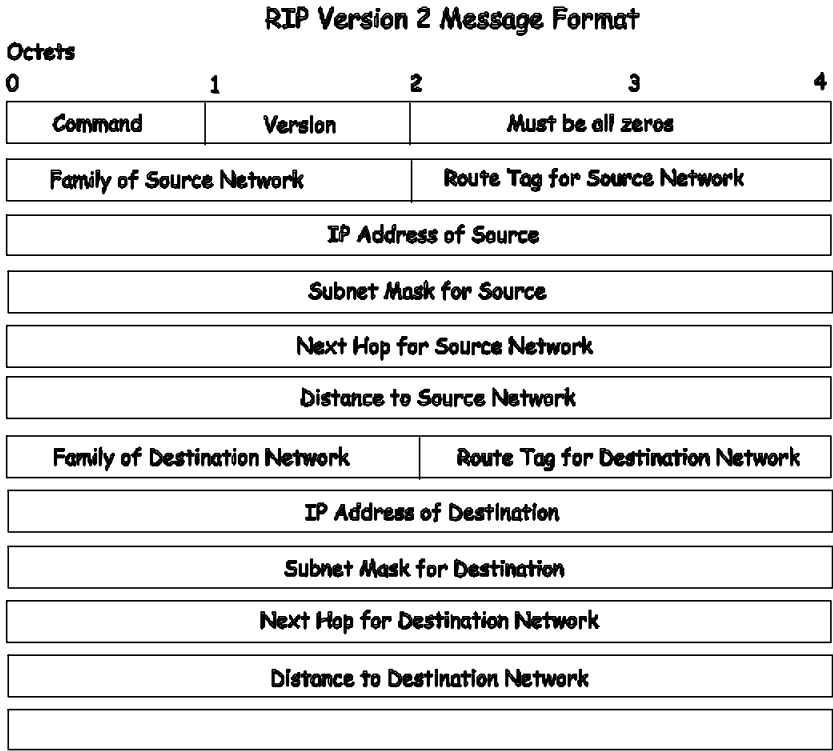 RIP Version 2 Message Format
Octets
0 1 2 3 4
Command Version Must be all zeros
Family of Source Network Route Tag for Source Network
IP Address of Source
Subnet Mask for Source
Next Hop for Source Network
Distance to Source Network
Family of Destination Network Route Tag for Destination Network
IP Address of Destination
Subnet Mask for Destination
Next Hop for Destination Network
Distance to Destination Network